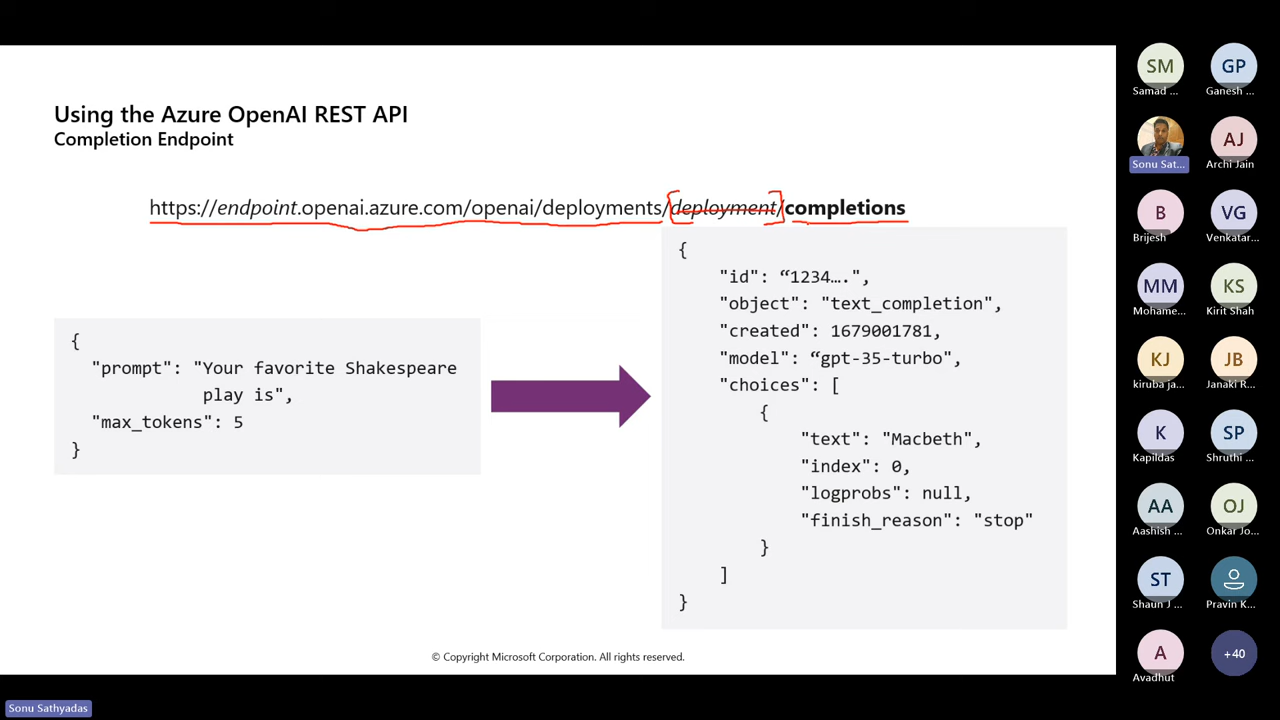 Using the Azure OpenAI REST API
Completion Endpoint
https://endpoint.openai.azure.com/openai/deployments/deployment/completions
{
"prompt": "Your favorite Shakespeare
play is",
"max_tokens": 5
}
{
"id": “1234….",
"object": "text_completion",
"created": 1679001781,
"model": “gpt-35-turbo",
"choices": [
{
"text": "Macbeth",
"index": 0,
"logprobs": null,
"finish_reason": "stop"
}
]
}
© Copyright Microsoft Corporation. All rights reserved.
SM
Samad ...
GP
Ganesh ...
Sonu Sat...
AJ
Archi Jain
B
Brijesh
VG
Venkatar...
MM
Mohame...
KS
Kirit Shah
KJ
kiruba ja...
JB
Janaki R...
K
Kapildas
SP
Shruthi ...
AA
Aashish ...
OJ
Onkar Jo...
ST
Shaun J ...
Pravin K...
A
Avadhut
+40
Sonu Sathyadas